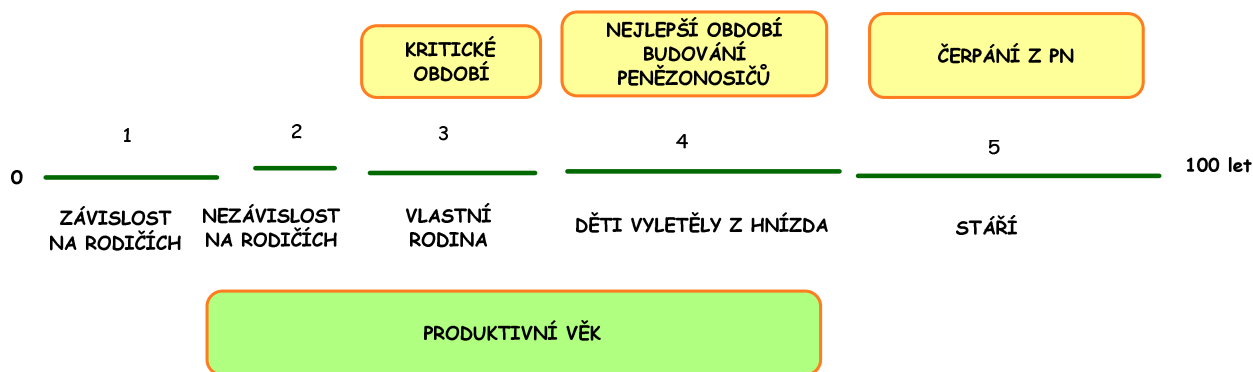 KRITICKÉ
OBDOBÍ
NEJLEPŠÍ OBDOBÍ
BUDOVÁNÍ
PENĚZONOSIČŮ
ČERPÁNÍ Z PN
1
2
3
4
5
0
100 let
ZÁVISLOST
NA RODIČÍCH
NEZÁVISLOST
NA RODIČÍCH
VLASTNÍ
RODINA
DĚTI VYLETĚLY Z HNÍZDA
STÁŘÍ
PRODUKTIVNÍ VĚK